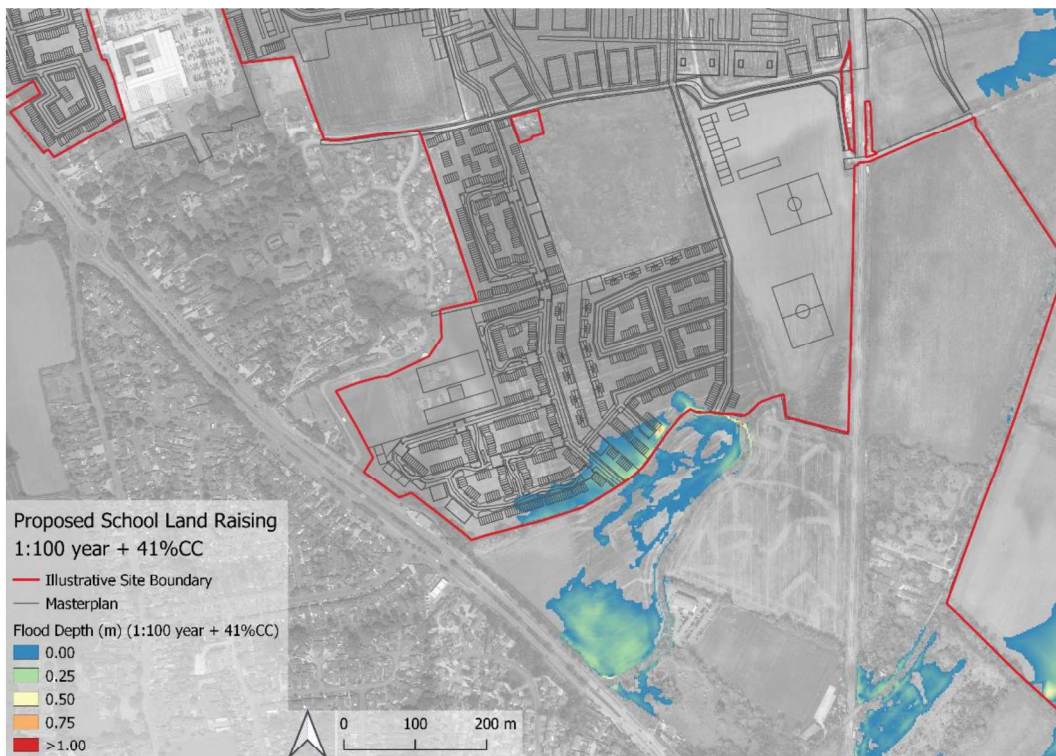 Proposed School Land Raising
1:100 year + 41%CC
Illustrative Site Boundary
Masterplan
Flood Depth (m) (1:100 year + 41%CC)
0.00
0.25
0.50
0.75
>1.00
0 100 200 m